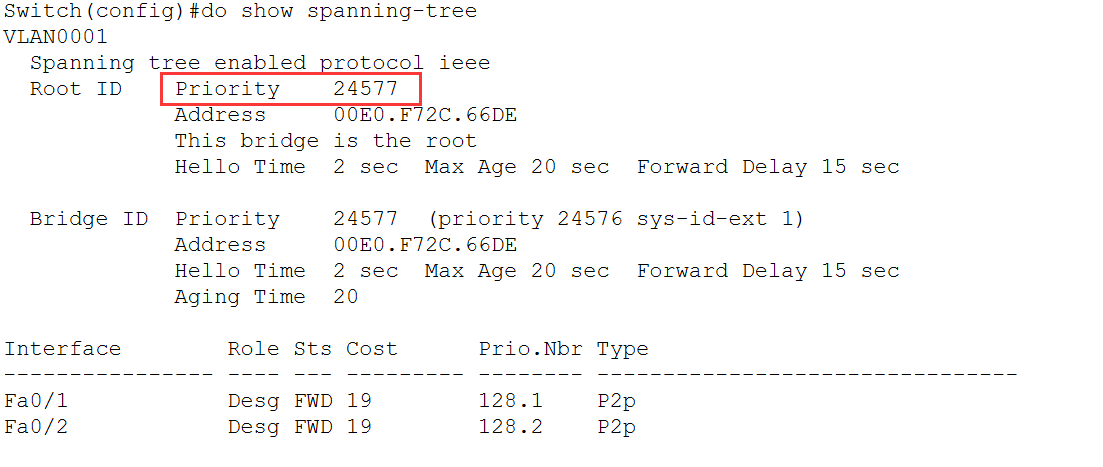 Switch(config)#do show spanning-tree
VLAN0001
  Spanning tree enabled protocol ieee
  Root ID    Priority    24577
             Address     00E0.F72C.66DE
             This bridge is the root
             Hello Time  2 sec  Max Age 20 sec  Forward Delay 15 sec

  Bridge ID  Priority    24577  (priority 24576 sys-id-ext 1)
             Address     00E0.F72C.66DE
             Hello Time  2 sec  Max Age 20 sec  Forward Delay 15 sec
             Aging Time  20

Interface        Role Sts Cost      Prio.Nbr Type
---------------- ---- --- --------- -------- --------------------------------
Fa0/1            Desg FWD 19        128.1    P2p
Fa0/2            Desg FWD 19        128.2    P2p